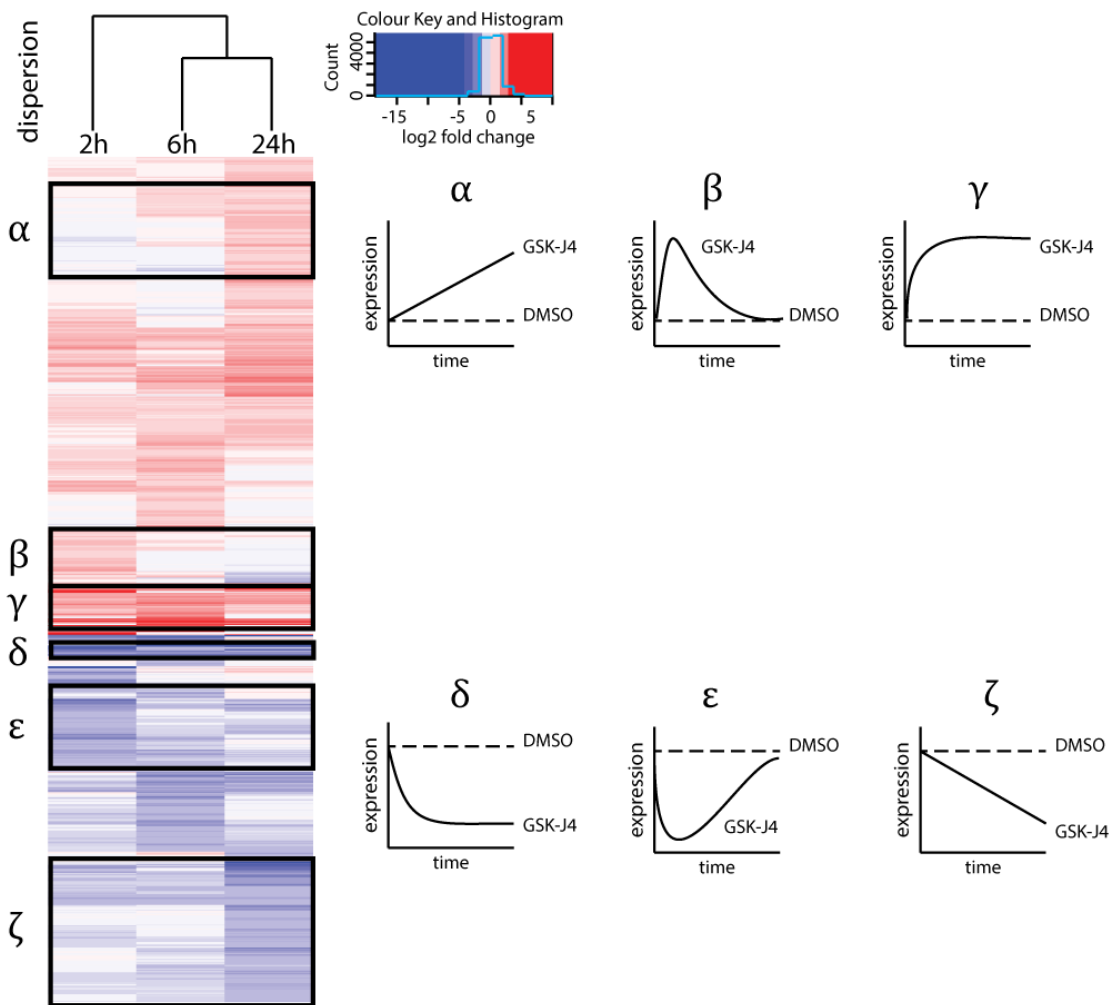 dispersion
2h 6h 24h
Colour Key and Histogram
Count
0 4000
-15 -5 0 5
log2 fold change
α
β
γ
δ
ε
ζ
α
expression
GSK-J4
DMSO
time
β
expression
GSK-J4
DMSO
time
γ
expression
GSK-J4
DMSO
time
δ
expression
DMSO
GSK-J4
time
ε
expression
DMSO
GSK-J4
time
ζ
expression
DMSO
GSK-J4
time